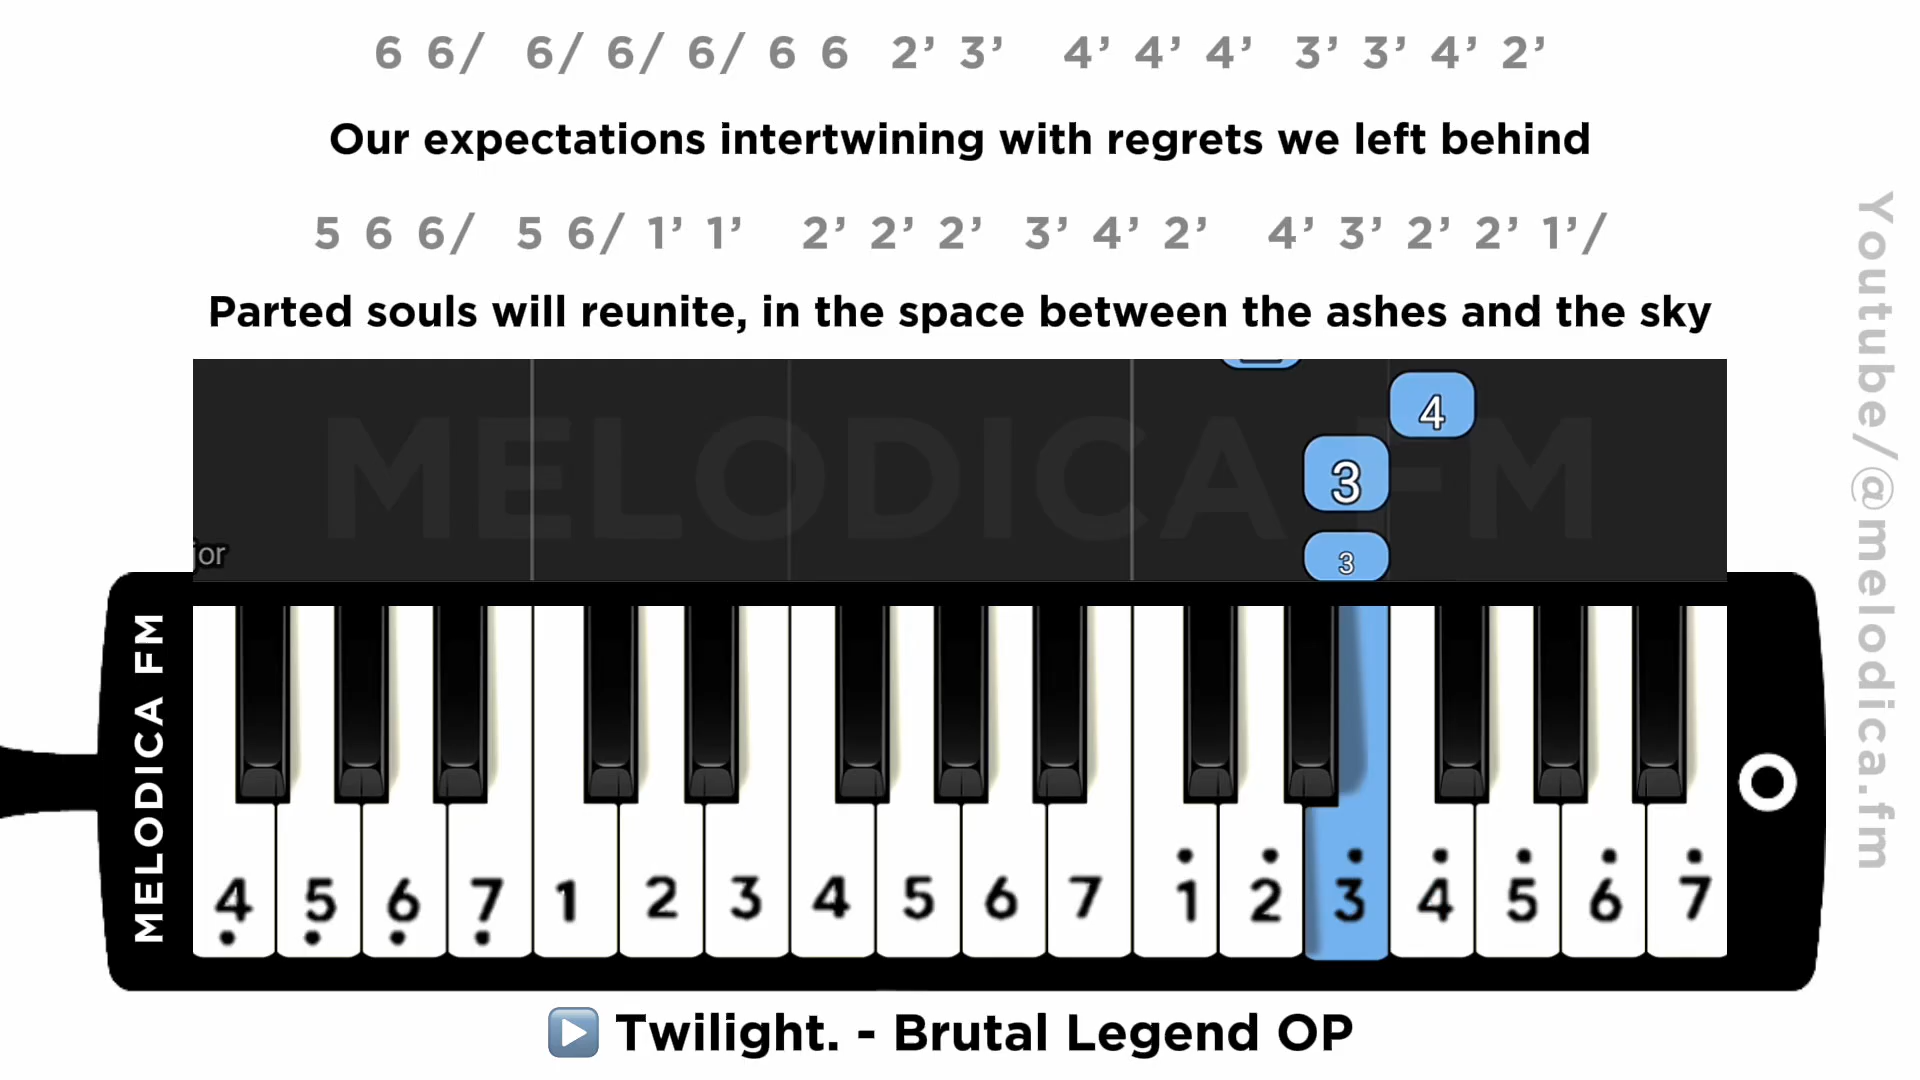 6 6/ 6/ 6/ 6/ 6 6 2’ 3’ 4’ 4’ 4’ 3’ 3’ 4’ 2’
Our expectations intertwining with regrets we left behind
5 6 6/ 5 6/ 1’ 1’ 2’ 2’ 2’ 3’ 4’ 2’ 4’ 3’ 2’ 2’ 1’/
Parted souls will reunite, in the space between the ashes and the sky
Youtube/@melodica.fm
MELODICA FM
4
3
3
jor
MELODICA FM
4 5 6 7 1 2 3 4 5 6 7 1 2 3 4 5 6 7
Twilight. - Brutal Legend OP